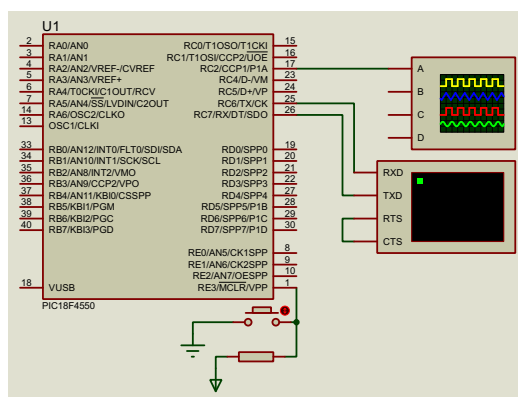 U1
2 RA0/AN0 RC0/T1OSO/T1CKI 15
3 RA1/AN1 RC1/T1OSI/CCP2/UOE 16
4 RA2/AN2/VREF-/CVREF RC2/CCP1/P1A 17
5 RA3/AN3/VREF+ RC4/D-/VM 23
6 RA4/T0CKI/C1OUT/RCV RC5/D+/VP 24
7 RA5/AN4/SS/LVDIN/C2OUT RC6/TX/CK 25
14 RA6/OSC2/CLKO RC7/RX/DT/SDO 26
13 OSC1/CLKI
33 RB0/AN12/INT0/FLT0/SDI/SDA RD0/SPP0 19
34 RB1/AN10/INT1/SCK/SCL RD1/SPP1 20
35 RB2/AN8/INT2/VMO RD2/SPP2 21
36 RB3/AN9/CCP2/VPO RD3/SPP3 22
37 RB4/AN11/KBI0/CSSPP RD4/SPP4 27
38 RB5/KBI1/PGM RD5/SPP5/P1B 28
39 RB6/KBI2/PGC RD6/SPP6/P1C 29
40 RB7/KBI3/PGD RD7/SPP7/P1D 30
RE0/AN5/CK1SPP 8
RE1/AN6/CK2SPP 9
RE2/AN7/OESPP 10
18 VUSB RE3/MCLR/VPP 1
PIC18F4550
A
B
C
D
RXD
TXD
RTS
CTS